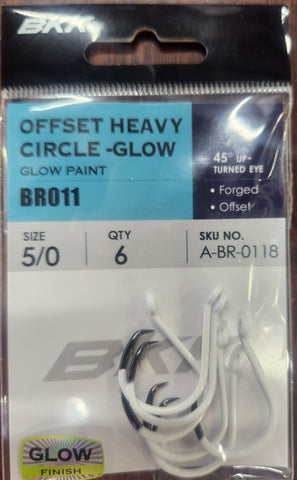 BKK
OFFSET HEAVY
CIRCLE -GLOW
GLOW PAINT
BR011
45° UP-
TURNED EYE
• Forged
• Offset
SIZE
5/0
QTY
6
SKU NO.
A-BR-0118
BKK
GLOW
FINISH